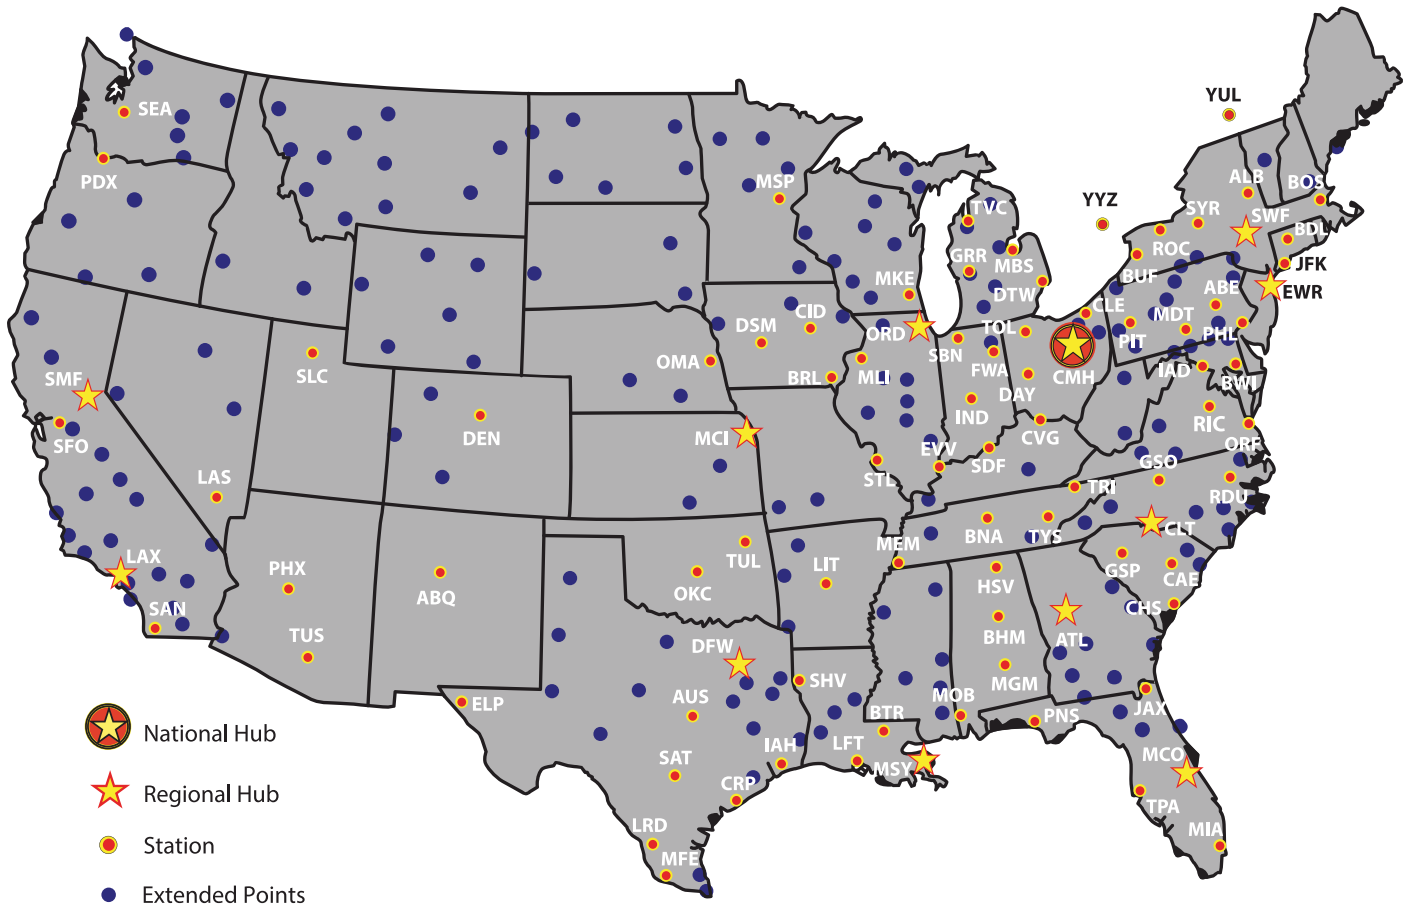 YUL
SEA
PDX
MSP
ALB
BOS
YYZ
TVC
SYR
SWF
BDL
ROC
GRR
MBS
BUF
JFK
MKE
DTW
ABE
EWR
CLE
CID
DSM
ORD
TOL
MDT
PIT
PHL
SBN
OMA
SLC
FWA
IAD
SMF
BRL
MLI
CMH
BWI
DAY
IND
RIC
SFO
DEN
MCI
CVG
ORF
EVV
SDF
GSO
LAS
STL
TRI
RDU
BNA
TYS
CLT
MEM
LAX
PHX
TUL
LIT
GSP
HSV
CAE
ABQ
OKC
SAN
CHS
TUS
BHM
ATL
DFW
SHV
MGM
ELP
AUS
MOB
JAX
BTR
PNS
National Hub
IAH
LFT
MSY
MCO
SAT
CRP
Regional Hub
TPA
LRD
MIA
Station
MFE
Extended Points